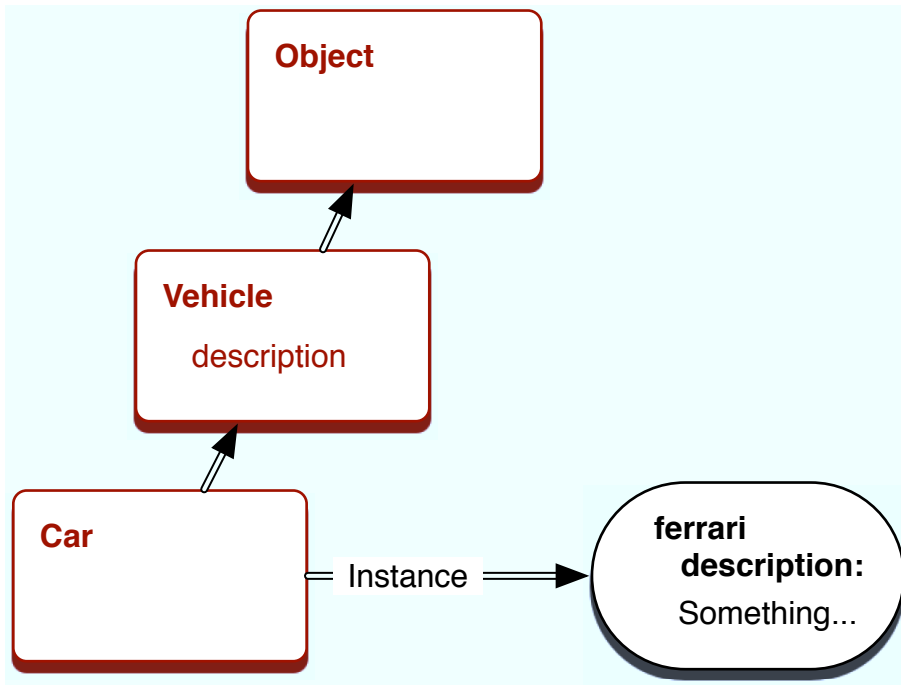 Object
Vehicle
description
Car
Instance
ferrari
description:
Something...